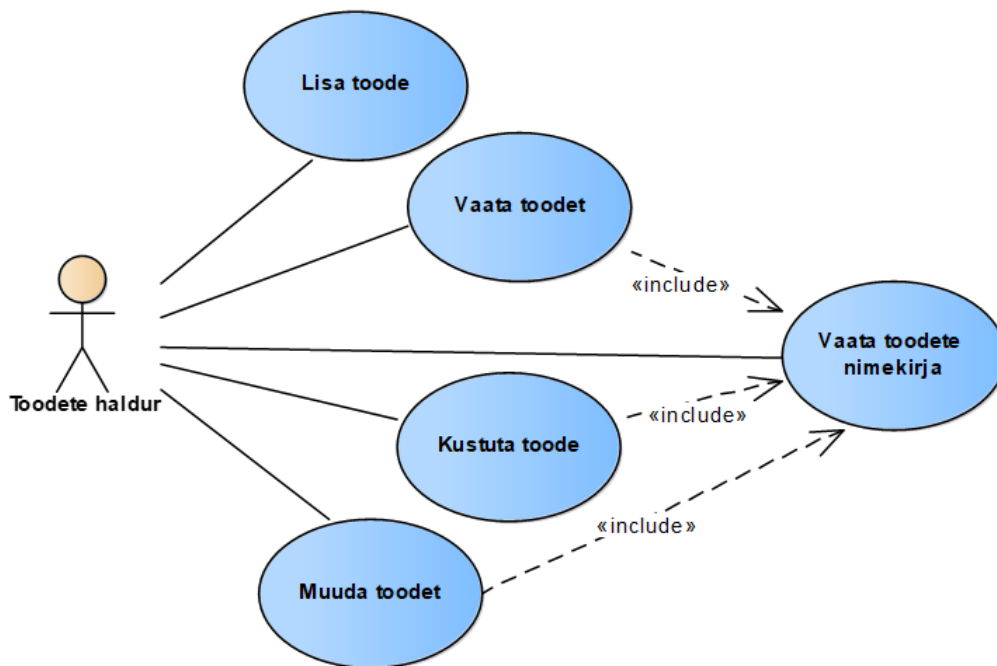 Lisa toode
Vaata toodet
«include»
Vaata toodete
nimekirja
Toodete haldur
«include»
Kustuta toode
«include»
Muuda toodet